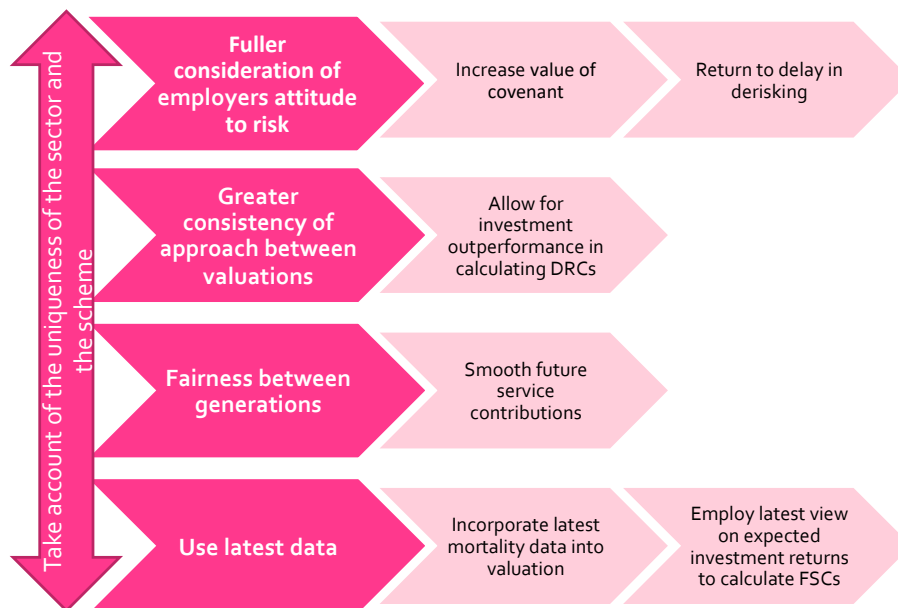 Take account of the uniqueness of the sector and
the scheme
Fuller
consideration of
employers attitude
to risk
Increase value of
covenant
Return to delay in
derisking
Greater
consistency of
approach between
valuations
Allow for
investment
outperformance in
calculating DRCs
Fairness between
generations
Smooth future
service
contributions
Use latest data
Incorporate latest
mortality data into
valuation
Employ latest view
on expected
investment returns
to calculate FSCs